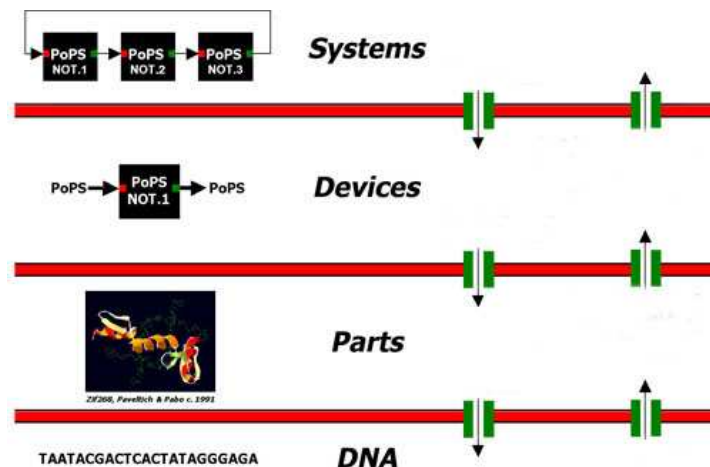 PoPS PoPS PoPS
NOT.1 NOT.2 NOT.3
Systems
PoPS PoPS PoPS
NOT.1
Devices
Zif268, Paveltich & Pabo c. 1991
Parts
TAATACGACTCACTATAGGGAGA
DNA